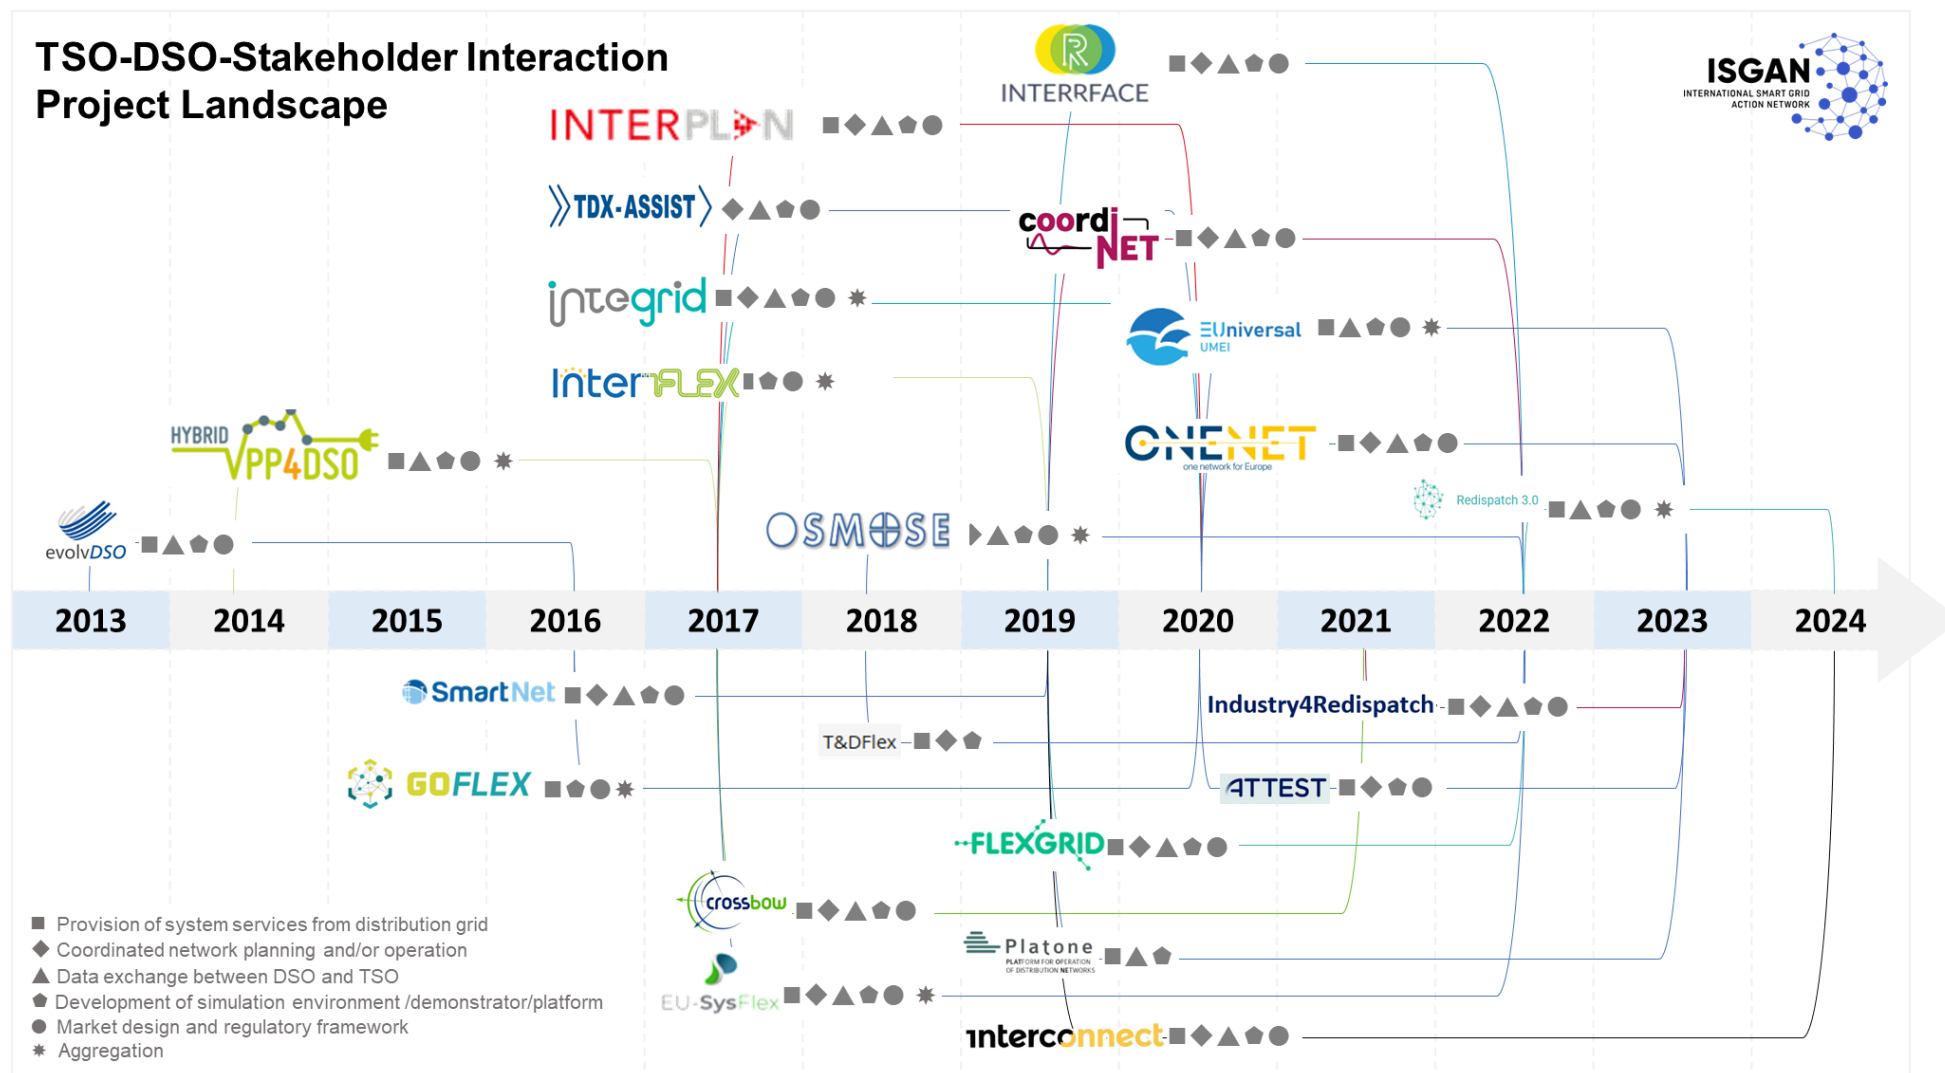 TSO-DSO-Stakeholder Interaction
Project Landscape
INTERRFACE
ISGAN
INTERNATIONAL SMART GRID
ACTION NETWORK
INTERPLAN
TDX-ASSIST
coordiNET
integrid
EUniversal
UMEI
InterFLEX
HYBRID
VPP4DSO
ONENET
one network for Europe
Redispatch 3.0
evolvDSO
OSMOSE
2013
2014
2015
2016
2017
2018
2019
2020
2021
2022
2023
2024
SmartNet
Industry4Redispatch
T&DFlex
GOFLEX
ATTEST
FLEXGRID
crossbow
Platone
PLATFORM FOR OPERATION
OF DISTRIBUTION NETWORKS
EU-SysFlex
interconnect
Provision of system services from distribution grid
Coordinated network planning and/or operation
Data exchange between DSO and TSO
Development of simulation environment /demonstrator/platform
Market design and regulatory framework
Aggregation